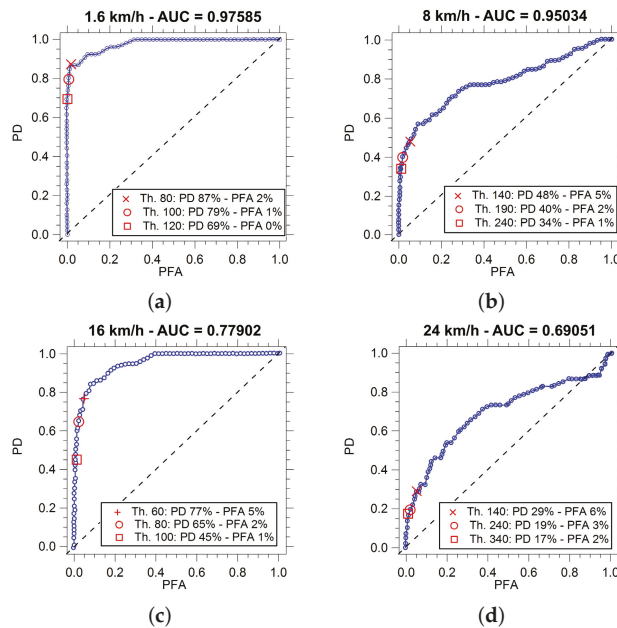 1.6 km/h - AUC = 0.97585
PD
1.0
0.8
0.6
0.4
0.2
0.0
× Th. 80: PD 87% - PFA 2%
○ Th. 100: PD 79% - PFA 1%
□ Th. 120: PD 69% - PFA 0%
0.0 0.2 0.4 0.6 0.8 1.0
PFA
(a)
8 km/h - AUC = 0.95034
PD
1.0
0.8
0.6
0.4
0.2
0.0
× Th. 140: PD 48% - PFA 5%
○ Th. 190: PD 40% - PFA 2%
□ Th. 240: PD 34% - PFA 1%
0.0 0.2 0.4 0.6 0.8 1.0
PFA
(b)
16 km/h - AUC = 0.77902
PD
1.0
0.8
0.6
0.4
0.2
0.0
+ Th. 60: PD 77% - PFA 5%
○ Th. 80: PD 65% - PFA 2%
□ Th. 100: PD 45% - PFA 1%
0.0 0.2 0.4 0.6 0.8 1.0
PFA
(c)
24 km/h - AUC = 0.69051
PD
1.0
0.8
0.6
0.4
0.2
0.0
× Th. 140: PD 29% - PFA 6%
○ Th. 240: PD 19% - PFA 3%
□ Th. 340: PD 17% - PFA 2%
0.0 0.2 0.4 0.6 0.8 1.0
PFA
(d)